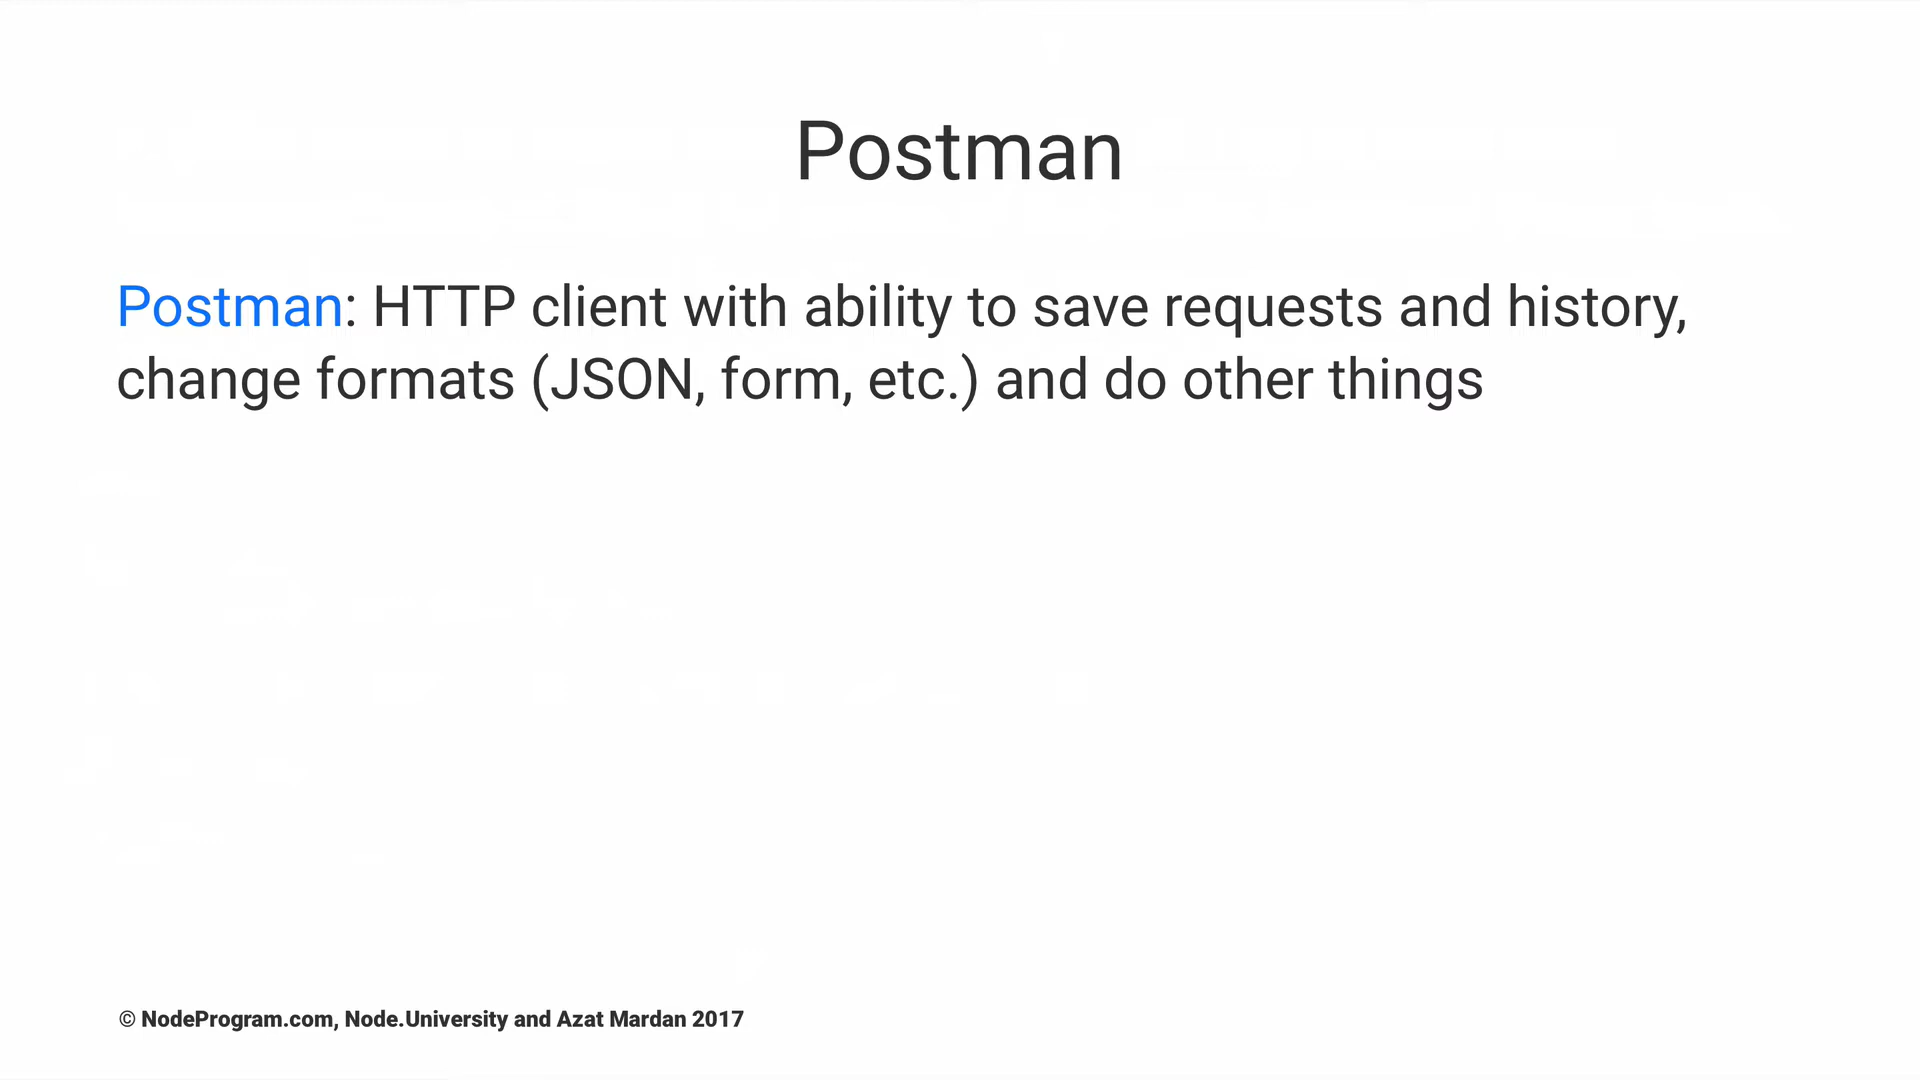 Postman
Postman: HTTP client with ability to save requests and history,
change formats (JSON, form, etc.) and do other things
© NodeProgram.com, Node.University and Azat Mardan 2017